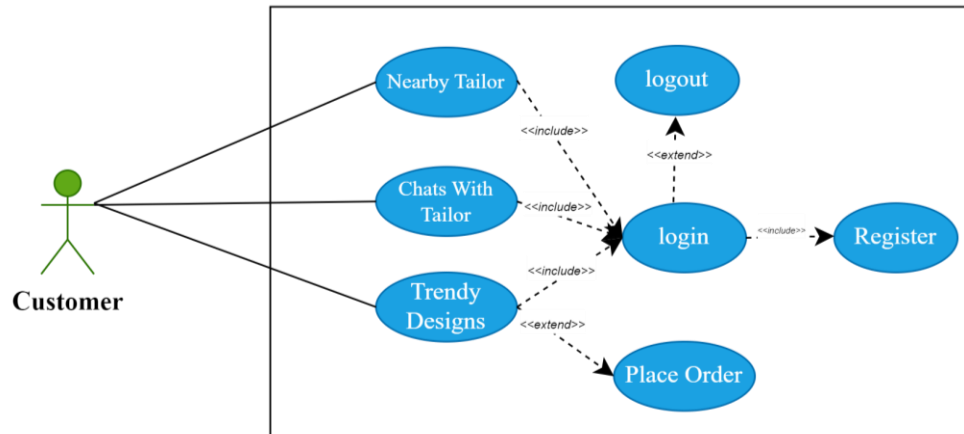 Nearby Tailor
logout
<<include>>
<<extend>>
Chats With
Tailor
<<include>>
login
<<include>>
Register
Customer
Trendy
Designs
<<include>>
<<extend>>
Place Order